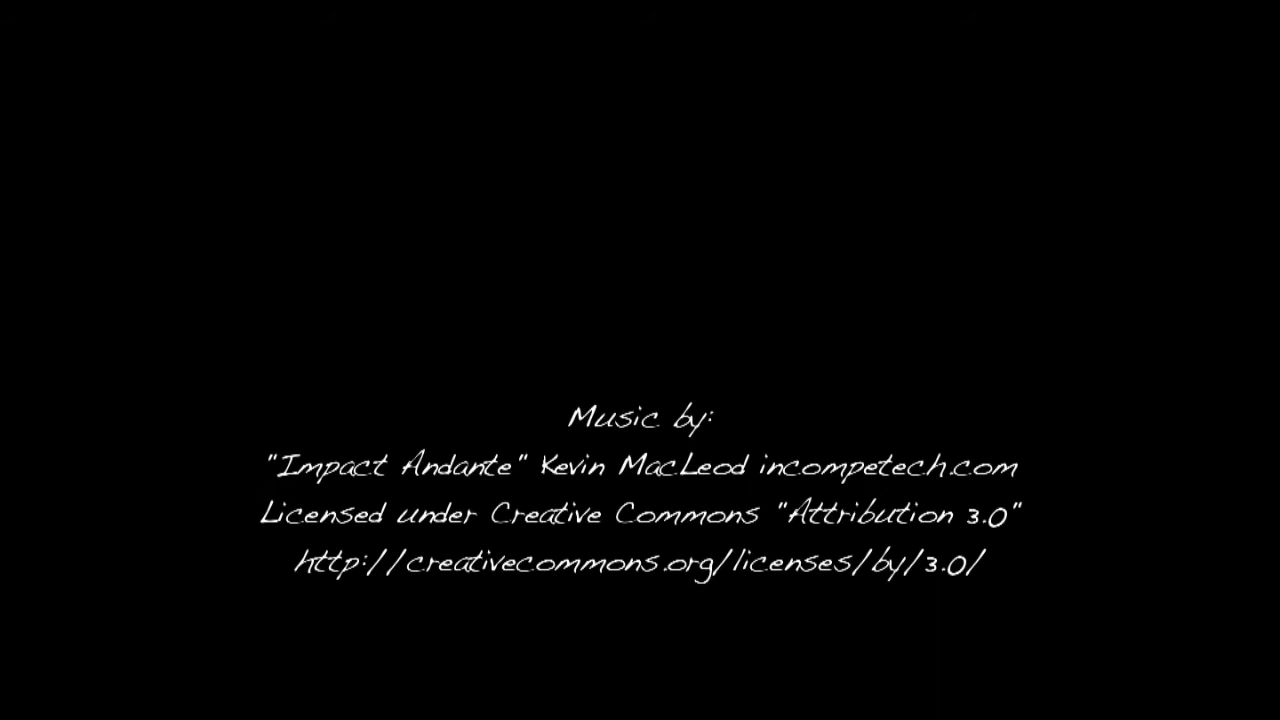 Music by:
"Impact Andante" Kevin MacLeod incompetech.com
Licensed under Creative Commons "Attribution 3.0"
http://creativecommons.org/licenses/by/3.0/